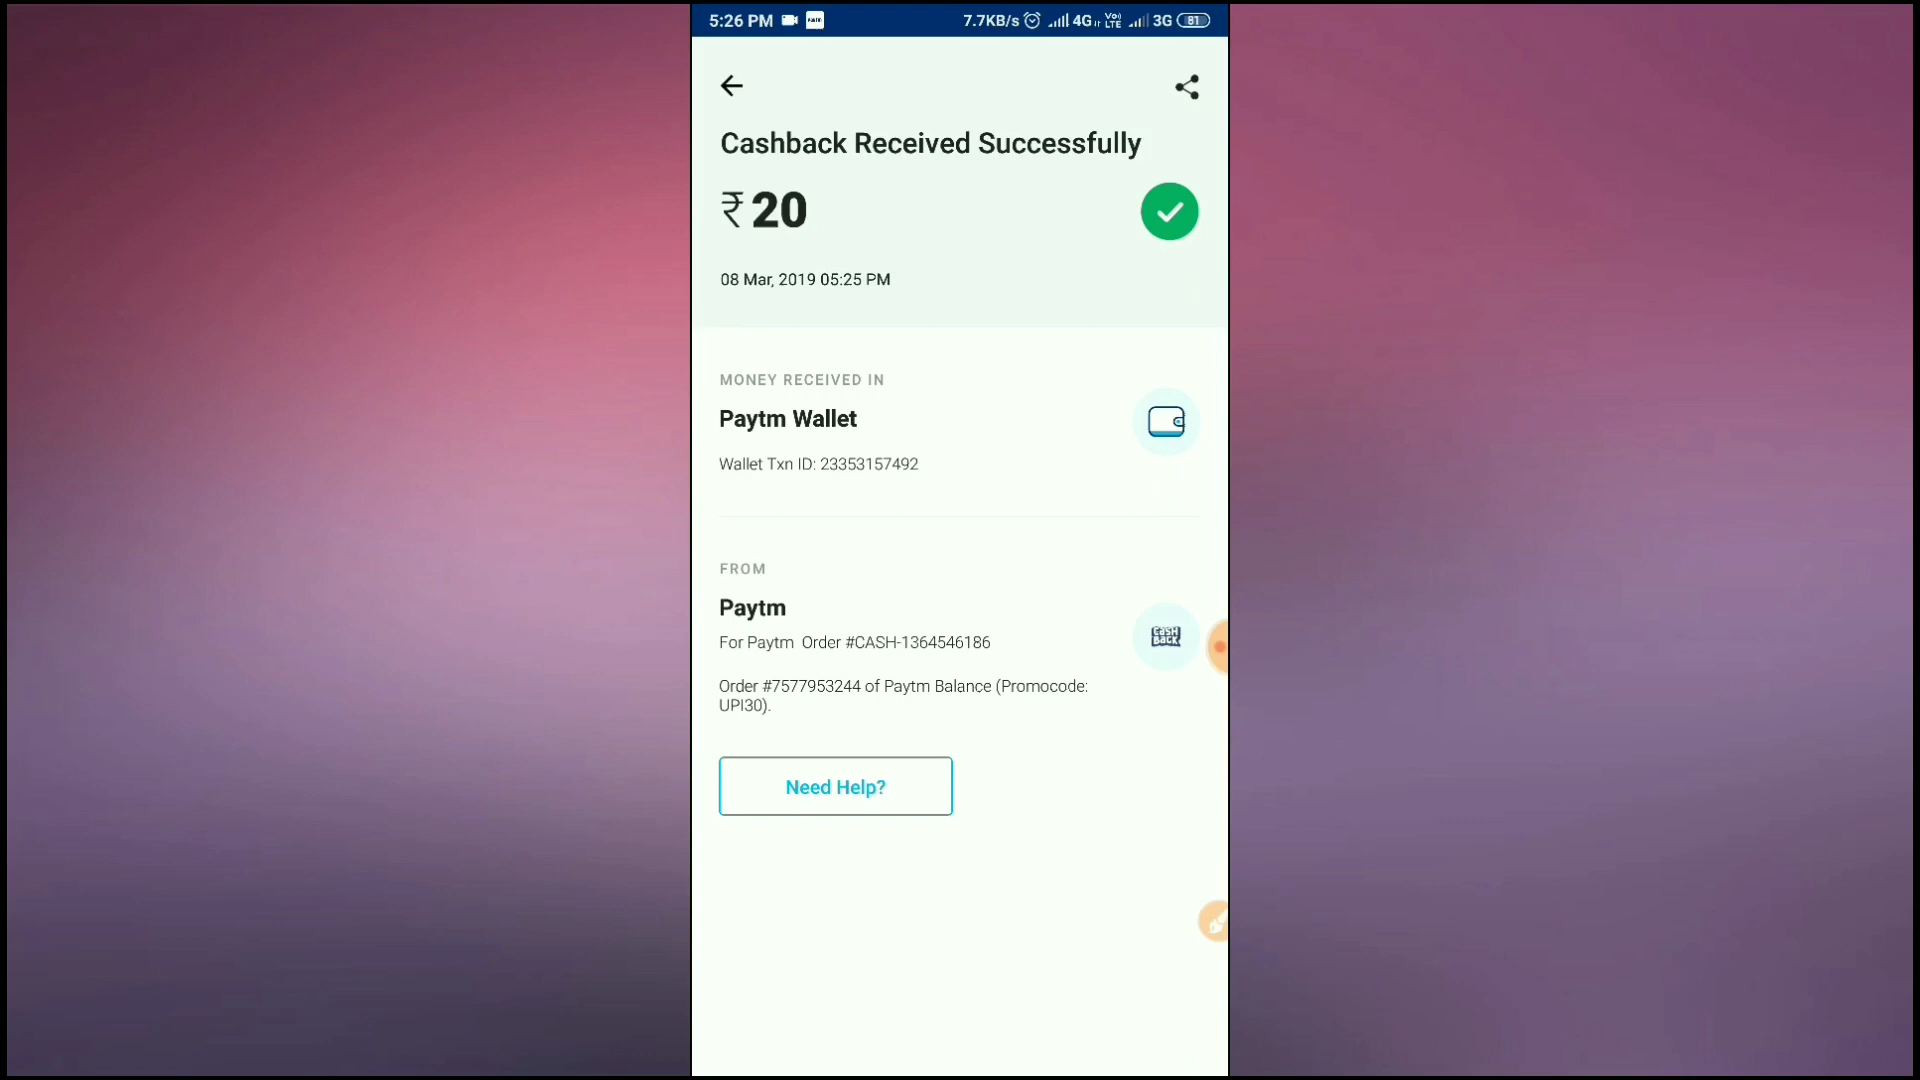 5:26 PM 7.7KB/s 4G VoLTE 3G 81
Cashback Received Successfully
₹20
08 Mar, 2019 05:25 PM
MONEY RECEIVED IN
Paytm Wallet
Wallet Txn ID: 23353157492
FROM
Paytm
For Paytm Order #CASH-1364546186
CASH
BACK
Order #7577953244 of Paytm Balance (Promocode:
UPI30).
Need Help?